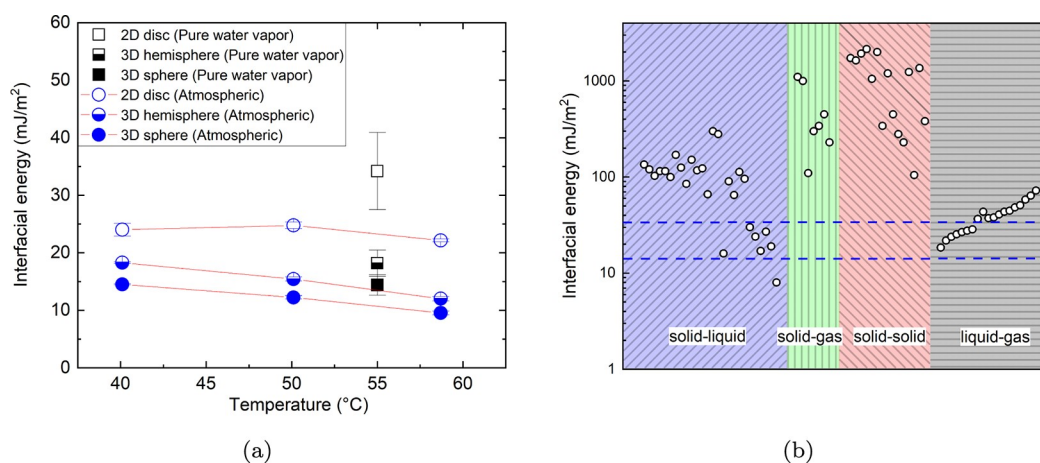 60
50
40
30
20
10
0
Interfacial energy (mJ/m²)
2D disc (Pure water vapor)
3D hemisphere (Pure water vapor)
3D sphere (Pure water vapor)
2D disc (Atmospheric)
3D hemisphere (Atmospheric)
3D sphere (Atmospheric)
40 45 50 55 60
Temperature (°C)
(a)
1000
100
10
1
Interfacial energy (mJ/m²)
solid-liquid solid-gas solid-solid liquid-gas
(b)